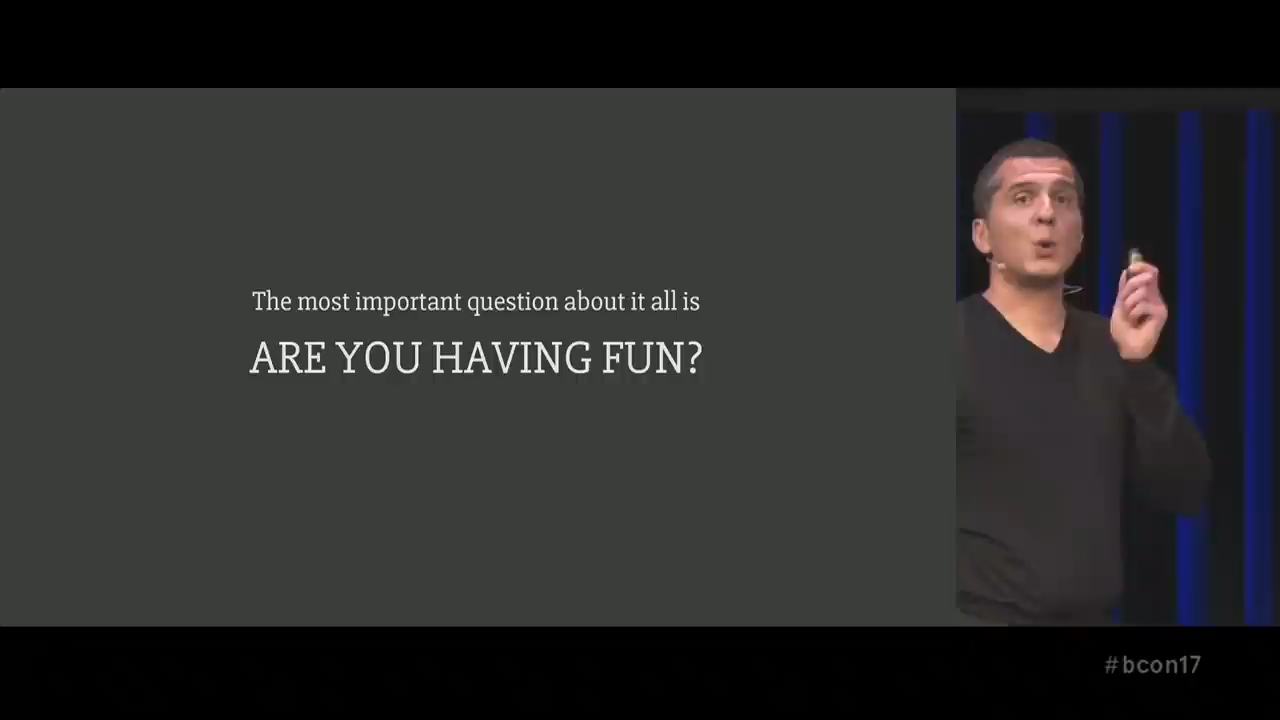 The most important question about it all is
ARE YOU HAVING FUN?
#bcon17